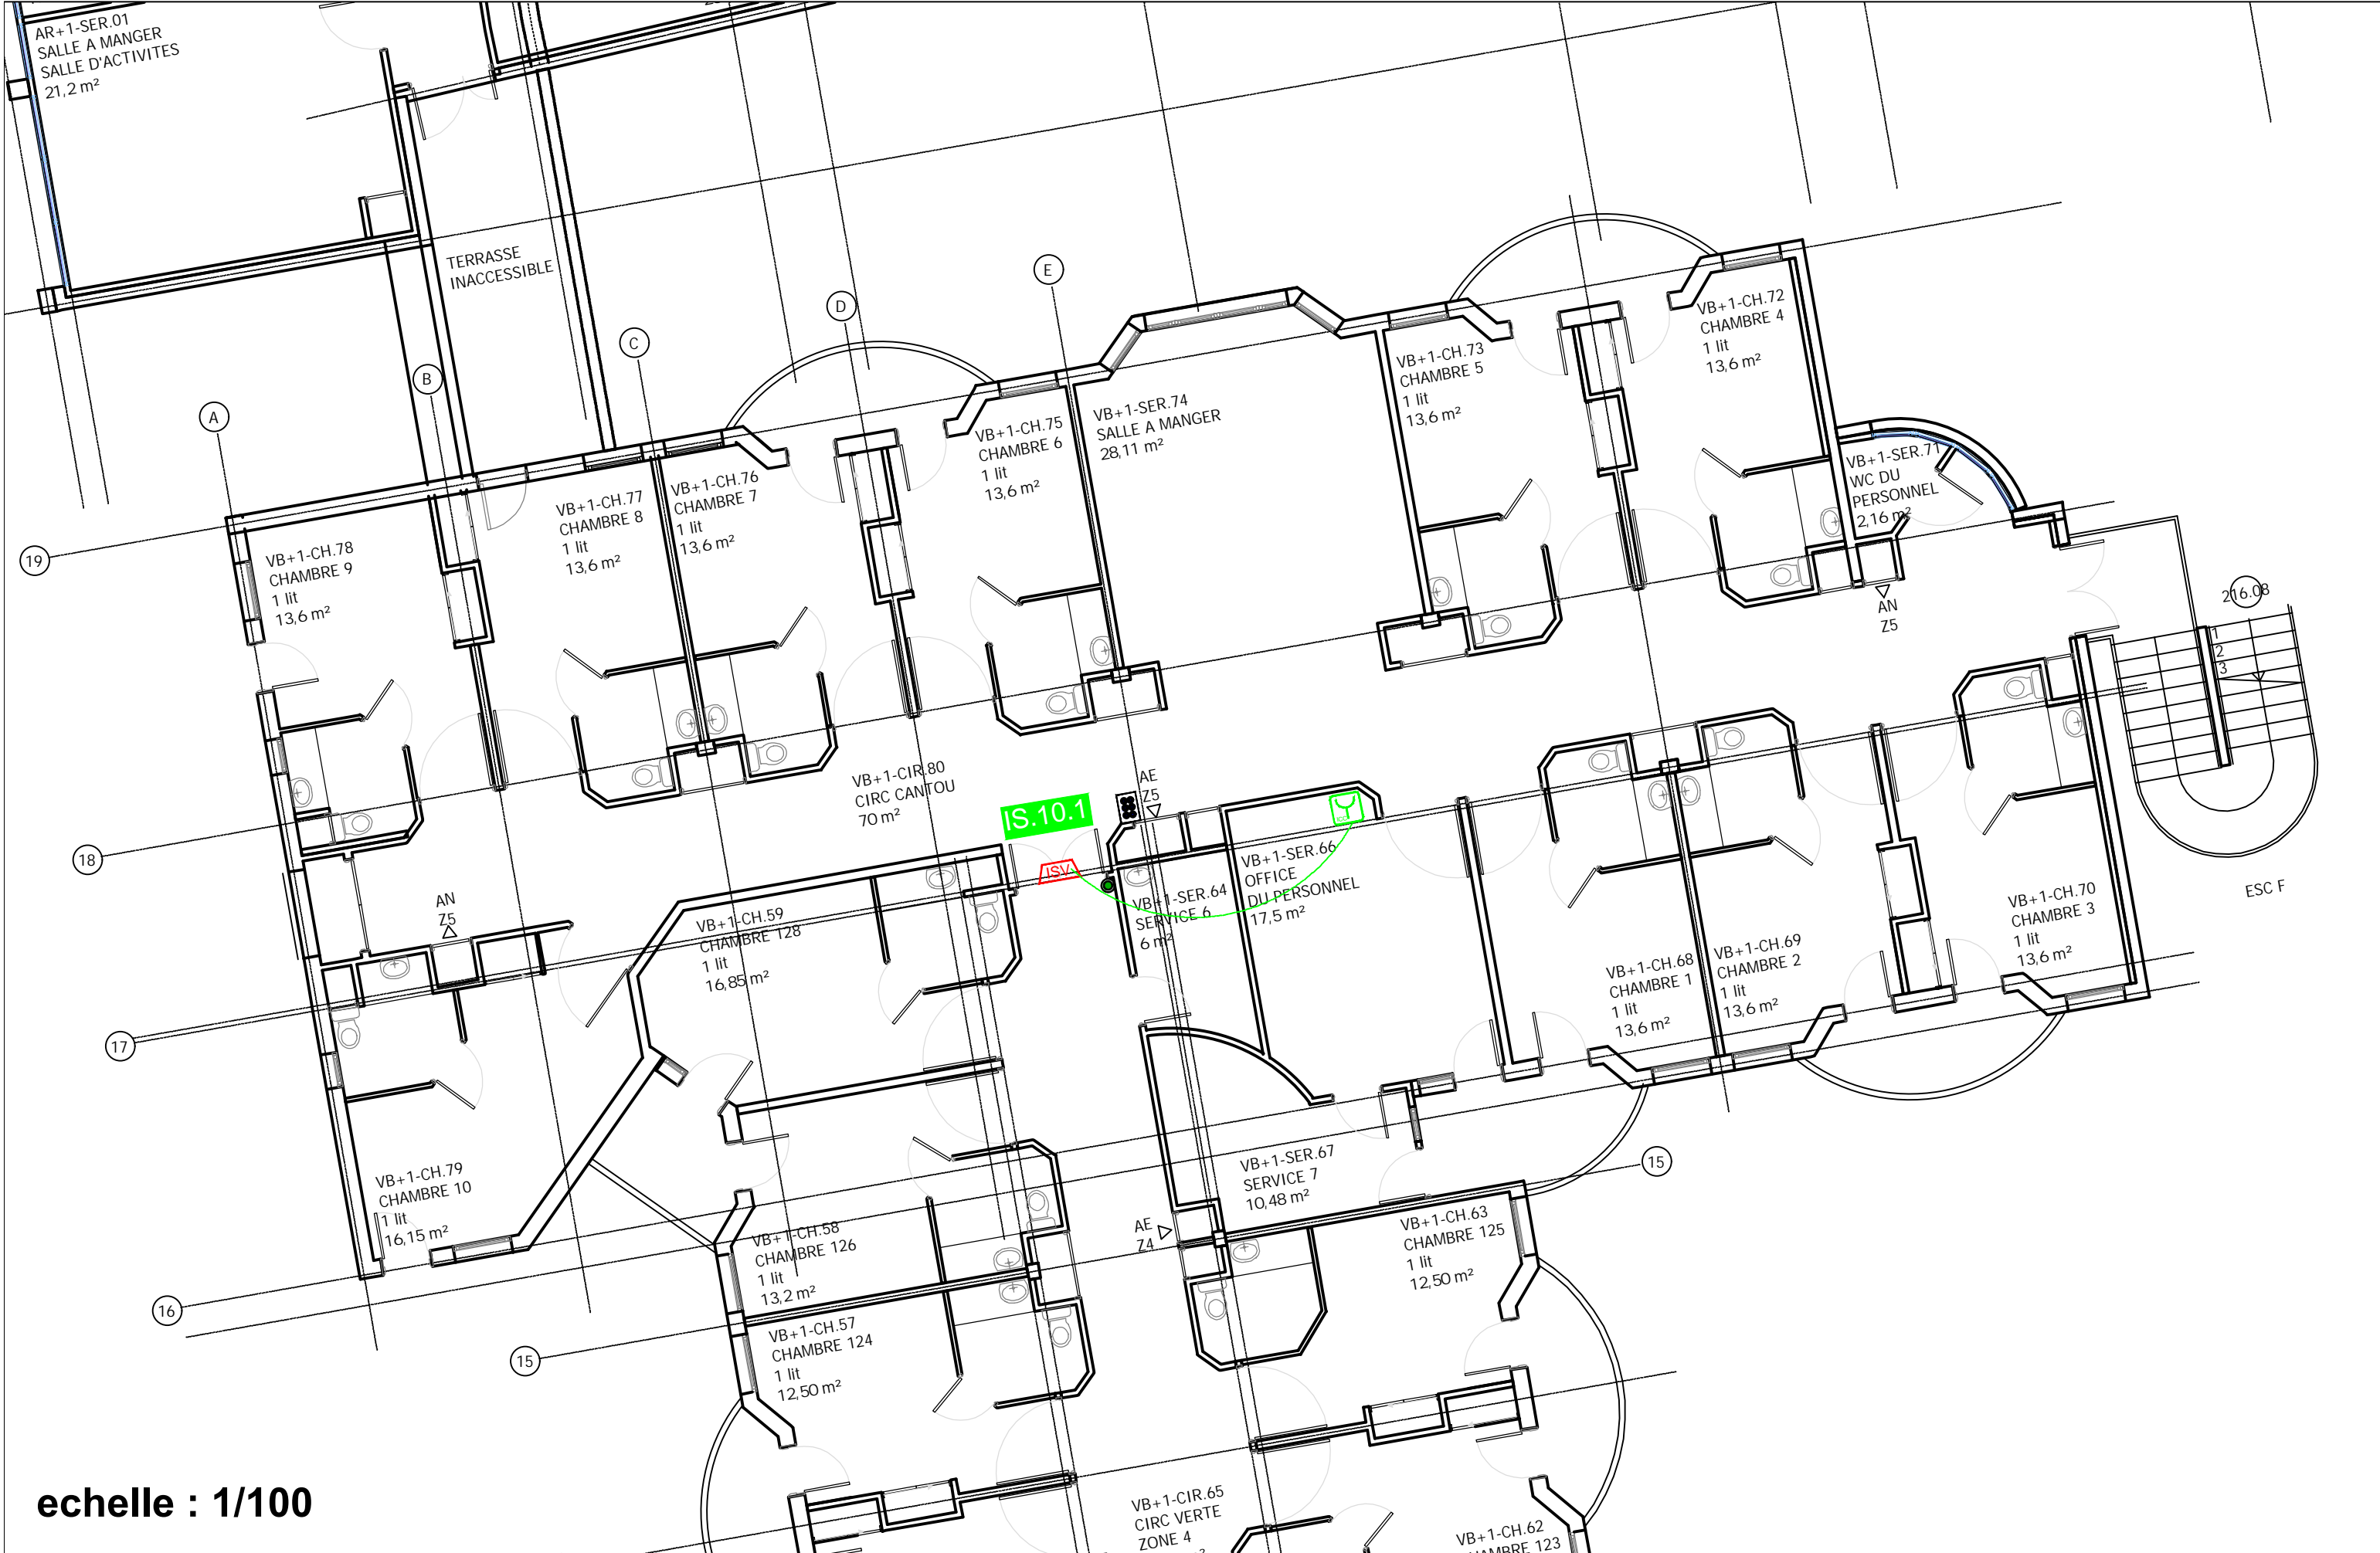 AR+1-SER.01
SALLE A MANGER
SALLE D'ACTIVITES
21,2 m²
TERRASSE
INACCESSIBLE
A
B
C
D
E
VB+1-CH.72
CHAMBRE 4
1 lit
13,6 m²
VB+1-CH.73
CHAMBRE 5
1 lit
13,6 m²
VB+1-SER.74
SALLE A MANGER
28,11 m²
VB+1-CH.75
CHAMBRE 6
1 lit
13,6 m²
VB+1-CH.76
CHAMBRE 7
1 lit
13,6 m²
VB+1-CH.77
CHAMBRE 8
1 lit
13,6 m²
VB+1-CH.78
CHAMBRE 9
1 lit
13,6 m²
VB+1-SER.71
WC DU
PERSONNEL
2,16 m²
19
AN
Z5
216.08
1
2
3
VB+1-CIR.80
CIRC CANTOU
70 m²
IS.10.1
AE
Z5
ISV
18
AN
Z5
VB+1-CH.59
CHAMBRE 128
1 lit
16,85 m²
VB+1-SER.64
SERVICE 6
6 m²
VB+1-SER.66
OFFICE
DU PERSONNEL
17,5 m²
VB+1-CH.68
CHAMBRE 1
1 lit
13,6 m²
VB+1-CH.69
CHAMBRE 2
1 lit
13,6 m²
VB+1-CH.70
CHAMBRE 3
1 lit
13,6 m²
ESC F
17
VB+1-CH.79
CHAMBRE 10
1 lit
16,15 m²
VB+1-SER.67
SERVICE 7
10,48 m²
15
AE
Z4
VB+1-CH.58
CHAMBRE 126
1 lit
13,2 m²
VB+1-CH.63
CHAMBRE 125
1 lit
12,50 m²
16
15
VB+1-CH.57
CHAMBRE 124
1 lit
12,50 m²
VB+1-CIR.65
CIRC VERTE
ZONE 4
VB+1-CH.62
CHAMBRE 123
echelle : 1/100